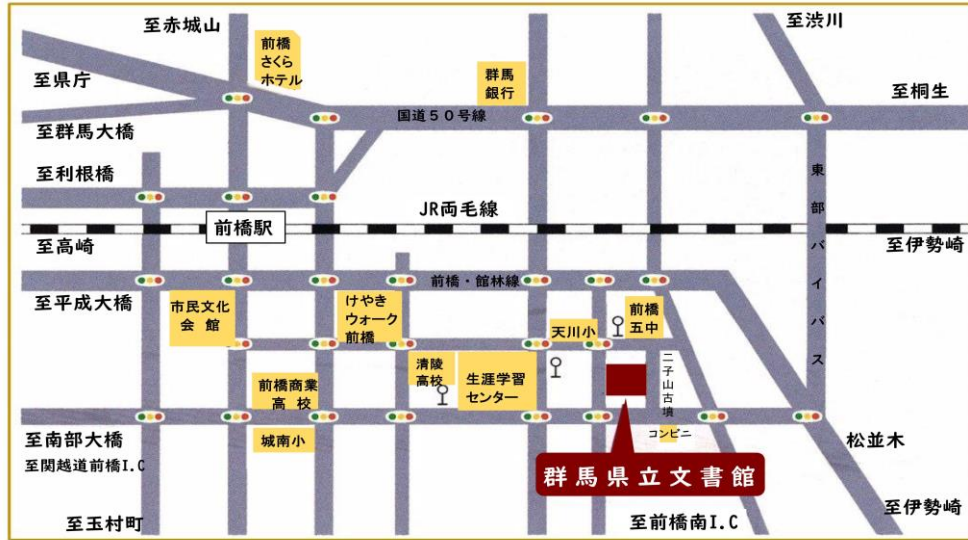 至赤城山
至渋川
前橋
さくら
ホテル
群馬
銀行
至県庁
至桐生
国道50号線
至群馬大橋
至利根橋
東部バイパス
JR両毛線
前橋駅
至高崎
至伊勢崎
前橋・館林線
至平成大橋
市民文化
会館
けやき
ウォーク
前橋
天川小
前橋
五中
清陵
高校
生涯学習
センター
二子山古墳
前橋商業
高校
城南小
コンビニ
至南部大橋
至関越道前橋I.C
松並木
群馬県立文書館
至玉村町
至前橋南I.C
至伊勢崎